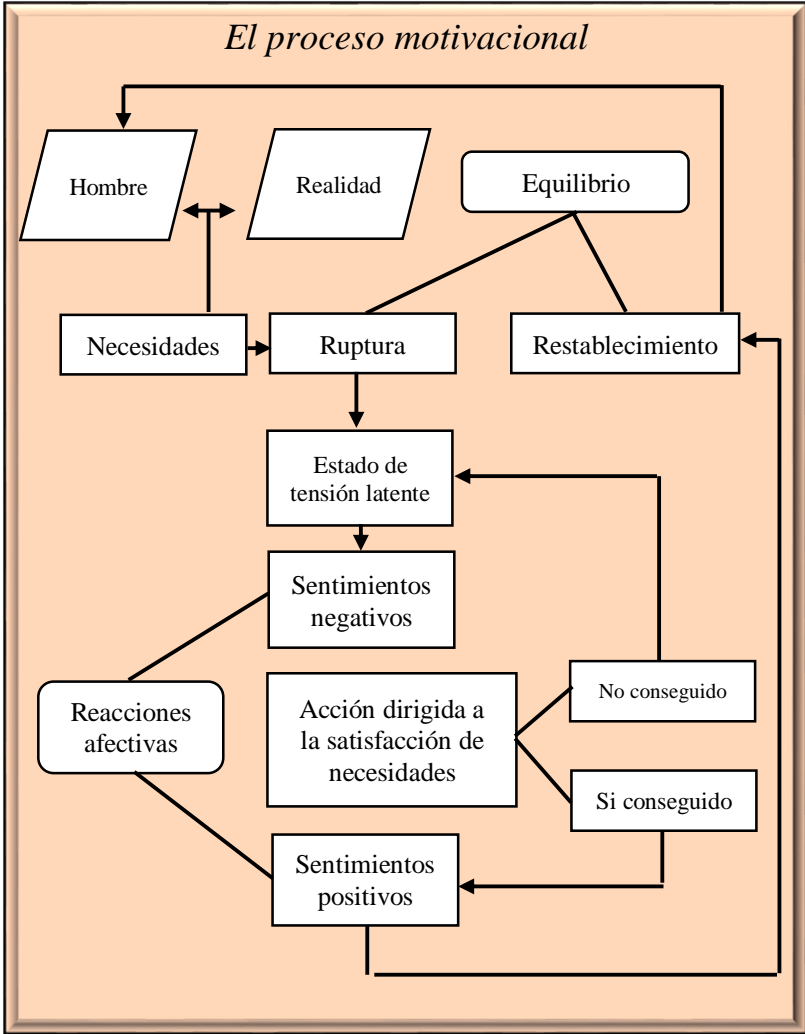 El proceso motivacional
Hombre
Realidad
Equilibrio
Necesidades
Ruptura
Restablecimiento
Estado de
tensión latente
Sentimientos
negativos
Reacciones
afectivas
Acción dirigida a
la satisfacción de
necesidades
No conseguido
Si conseguido
Sentimientos
positivos